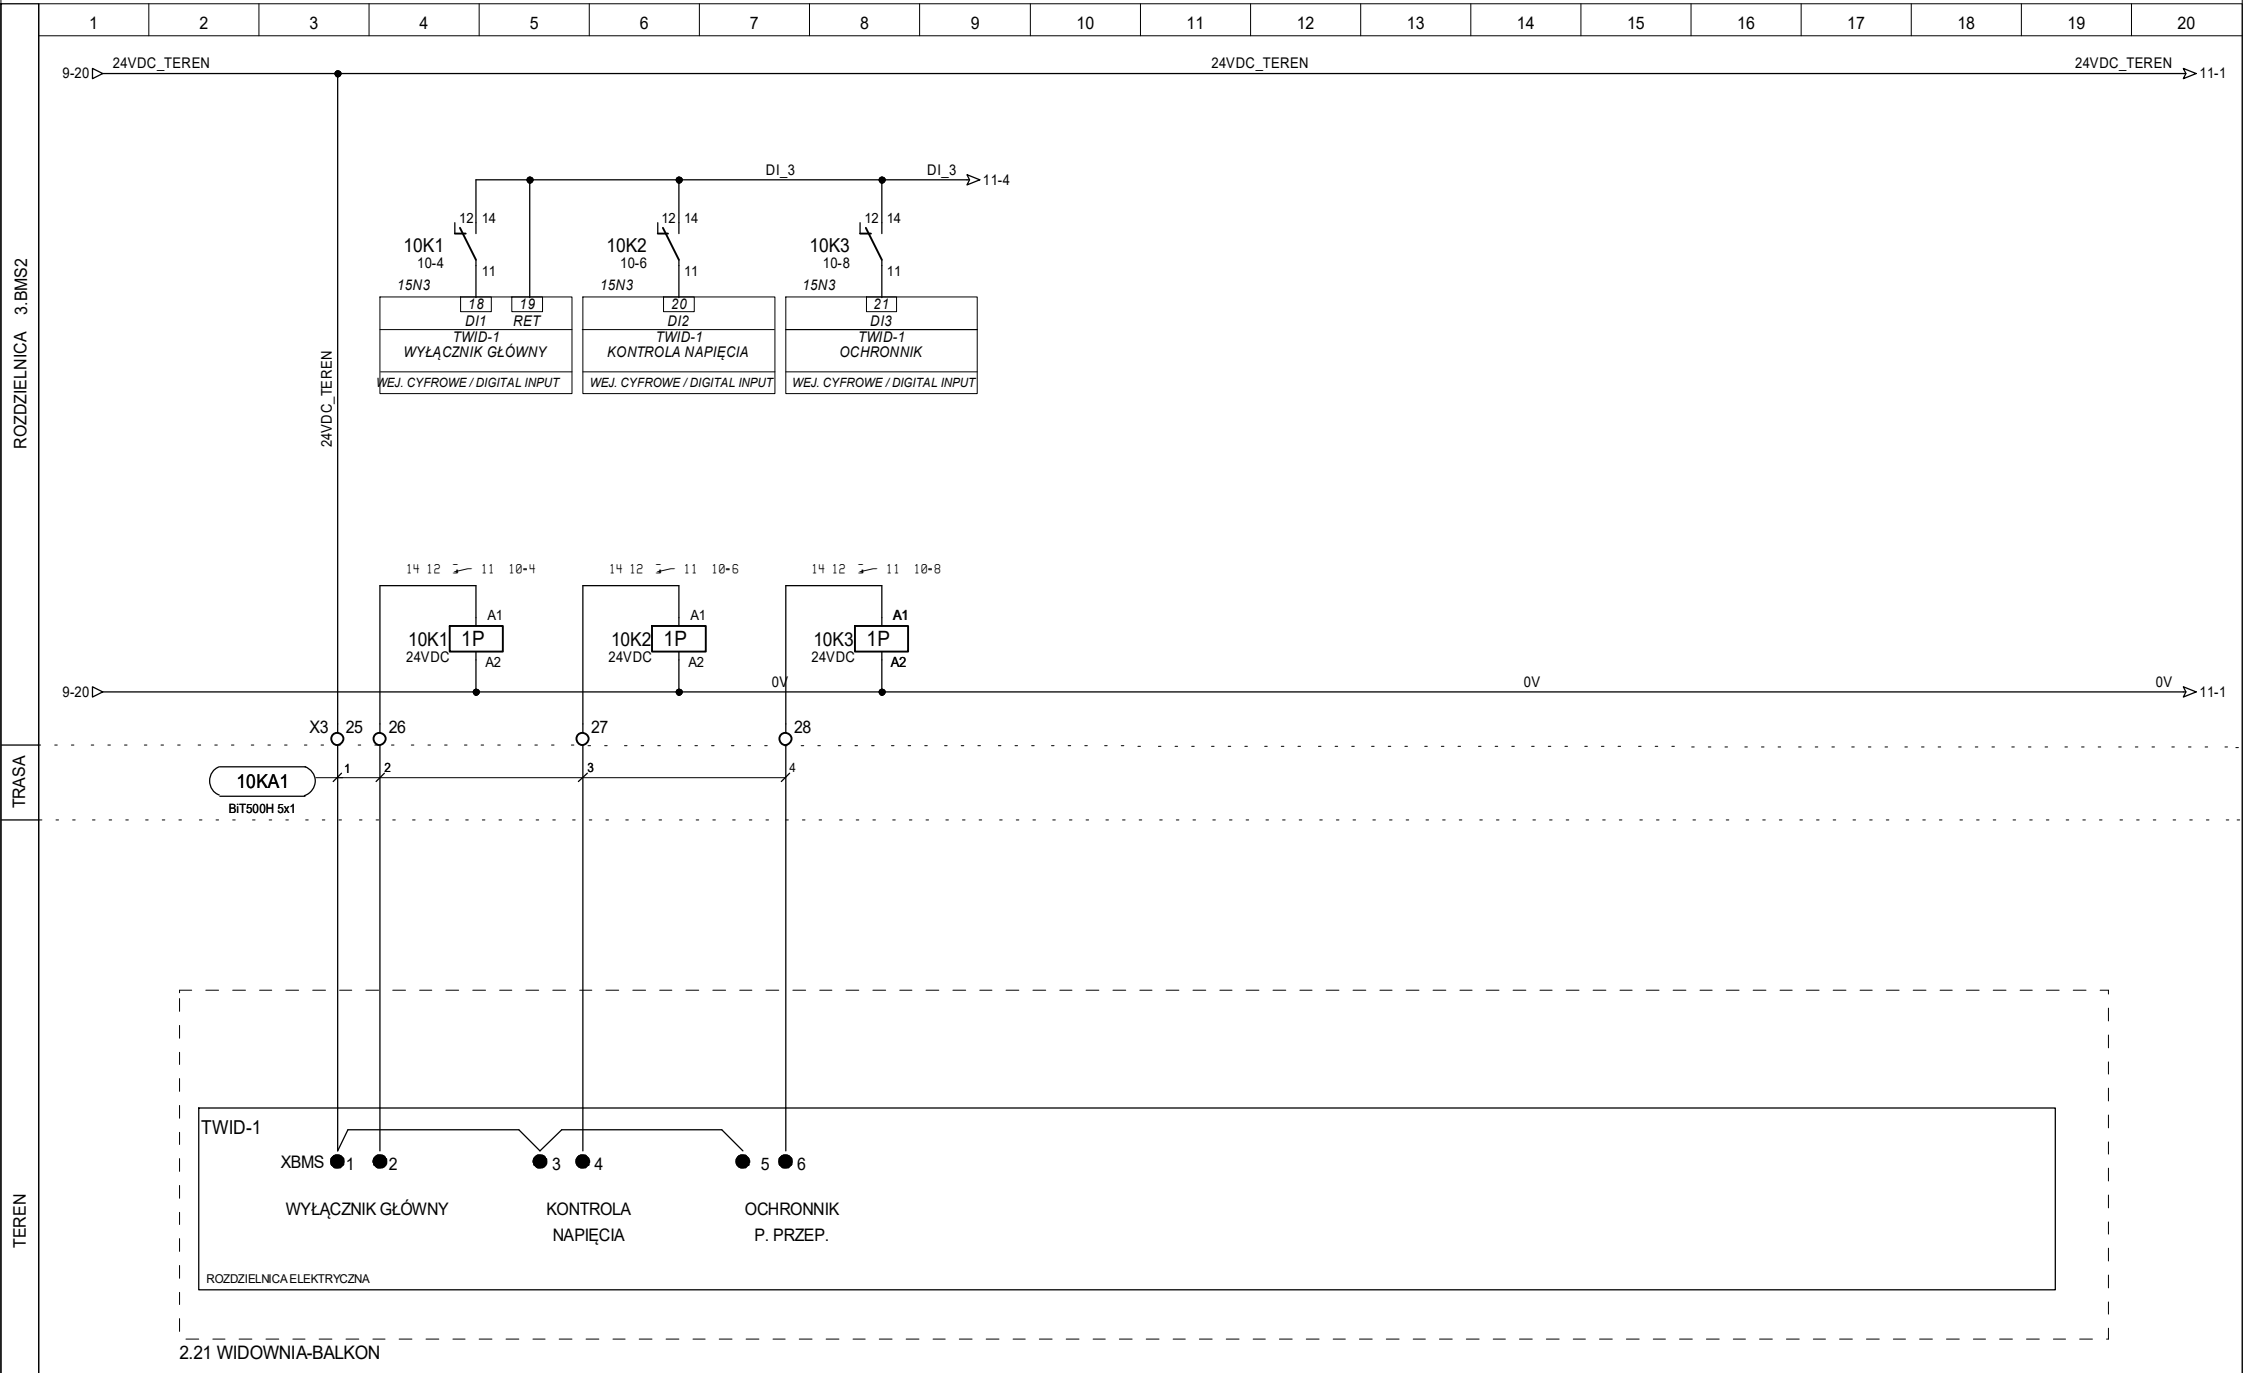 1 2 3 4 5 6 7 8 9 10 11 12 13 14 15 16 17 18 19 20
9-20 24VDC_TEREN 24VDC_TEREN 24VDC_TEREN 11-1
DI_3 DI_3 11-4
12 14 12 14 12 14
10K1 10K2 10K3
10-4 10-6 10-8
11 11 11
15N3 15N3 15N3
18 19 20 21
DI1 RET DI2 DI3
TWID-1 TWID-1 TWID-1
WYŁĄCZNIK GŁÓWNY KONTROLA NAPIĘCIA OCHRONNIK
WEJ. CYFROWE / DIGITAL INPUT WEJ. CYFROWE / DIGITAL INPUT WEJ. CYFROWE / DIGITAL INPUT
ROZDZIELNICA 3.BMS2
24VDC_TEREN
14 12 11 10-4 14 12 11 10-6 14 12 11 10-8
A1 A1 A1
10K1 1P 10K2 1P 10K3 1P
24VDC 24VDC 24VDC
A2 A2 A2
9-20 0V 0V 0V 11-1
X3 25 26 27 28
TRASA
10KA1 1 2 3 4
BiT500H 5x1
TEREN
TWID-1
XBMS 1 2 3 4 5 6
WYŁĄCZNIK GŁÓWNY KONTROLA OCHRONNIK
NAPIĘCIA P. PRZEP.
ROZDZIELNICA ELEKTRYCZNA
2.21 WIDOWNIA-BALKON